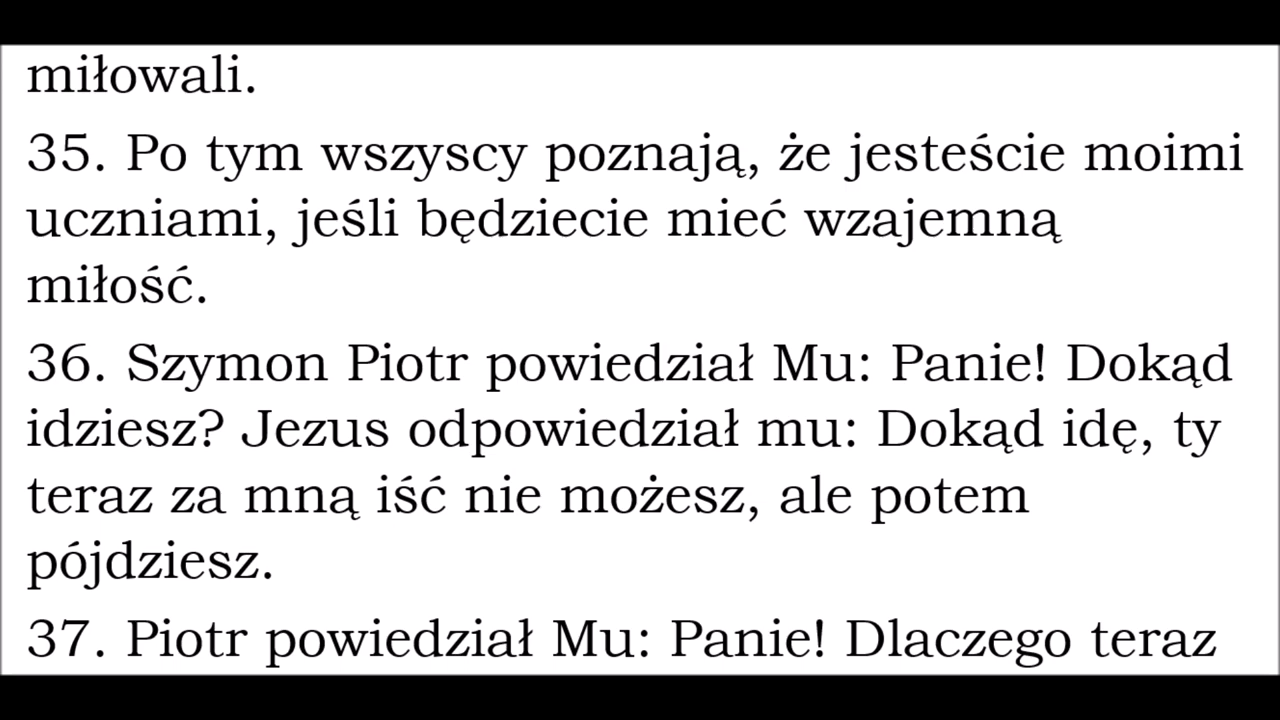 miłowali.
35. Po tym wszyscy poznają, że jesteście moimi
uczniami, jeśli będziecie mieć wzajemną
miłość.
36. Szymon Piotr powiedział Mu: Panie! Dokąd
idziesz? Jezus odpowiedział mu: Dokąd idę, ty
teraz za mną iść nie możesz, ale potem
pójdziesz.
37. Piotr powiedział Mu: Panie! Dlaczego teraz